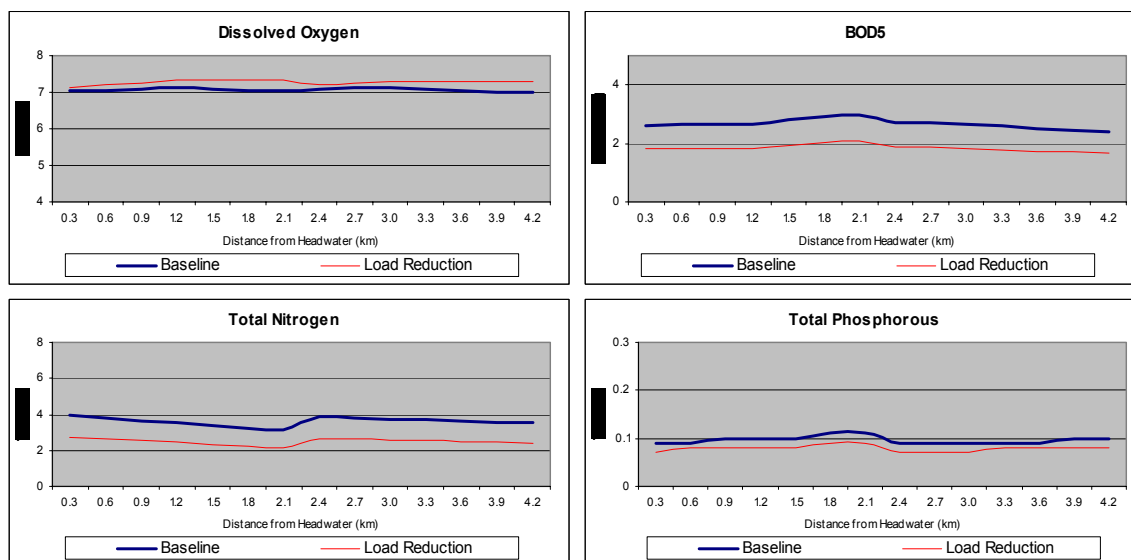 Dissolved Oxygen
8
7
6
5
4
0.3 0.6 0.9 1.2 1.5 1.8 2.1 2.4 2.7 3.0 3.3 3.6 3.9 4.2
Distance from Headwater (km)
Baseline Load Reduction
BOD5
4
2
0
0.3 0.6 0.9 1.2 1.5 1.8 2.1 2.4 2.7 3.0 3.3 3.6 3.9 4.2
Distance from Headwater (km)
Baseline Load Reduction
Total Nitrogen
8
6
4
2
0
0.3 0.6 0.9 1.2 1.5 1.8 2.1 2.4 2.7 3.0 3.3 3.6 3.9 4.2
Distance from Headwater (km)
Baseline Load Reduction
Total Phosphorous
0.3
0.2
0.1
0
0.3 0.6 0.9 1.2 1.5 1.8 2.1 2.4 2.7 3.0 3.3 3.6 3.9 4.2
Distance from Headwater (km)
Baseline Load Reduction